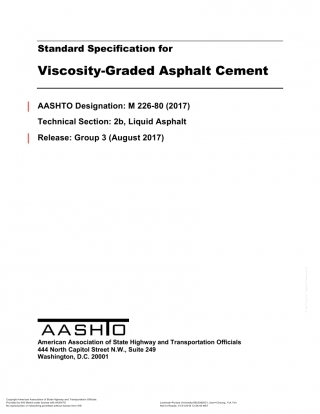 Standard Specification for
Viscosity-Graded Asphalt Cement
AASHTO Designation: M 226-80 (2017)
Technical Section: 2b, Liquid Asphalt
Release: Group 3 (August 2017)
AASHTO
American Association of State Highway and Transportation Officials
444 North Capitol Street N.W., Suite 249
Washington, D.C. 20001